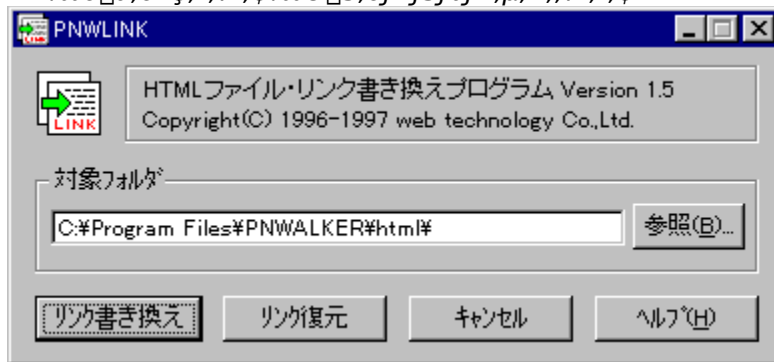 PNWLINK
LINK
HTMLファイル・リンク書き換えプログラム Version 1.5
Copyright(C) 1996-1997 web technology Co.,Ltd.
対象フォルダ
C:¥Program Files¥PNWALKER¥html¥
参照(B)...
リンク書き換え
リンク復元
キャンセル
ヘルプ(H)